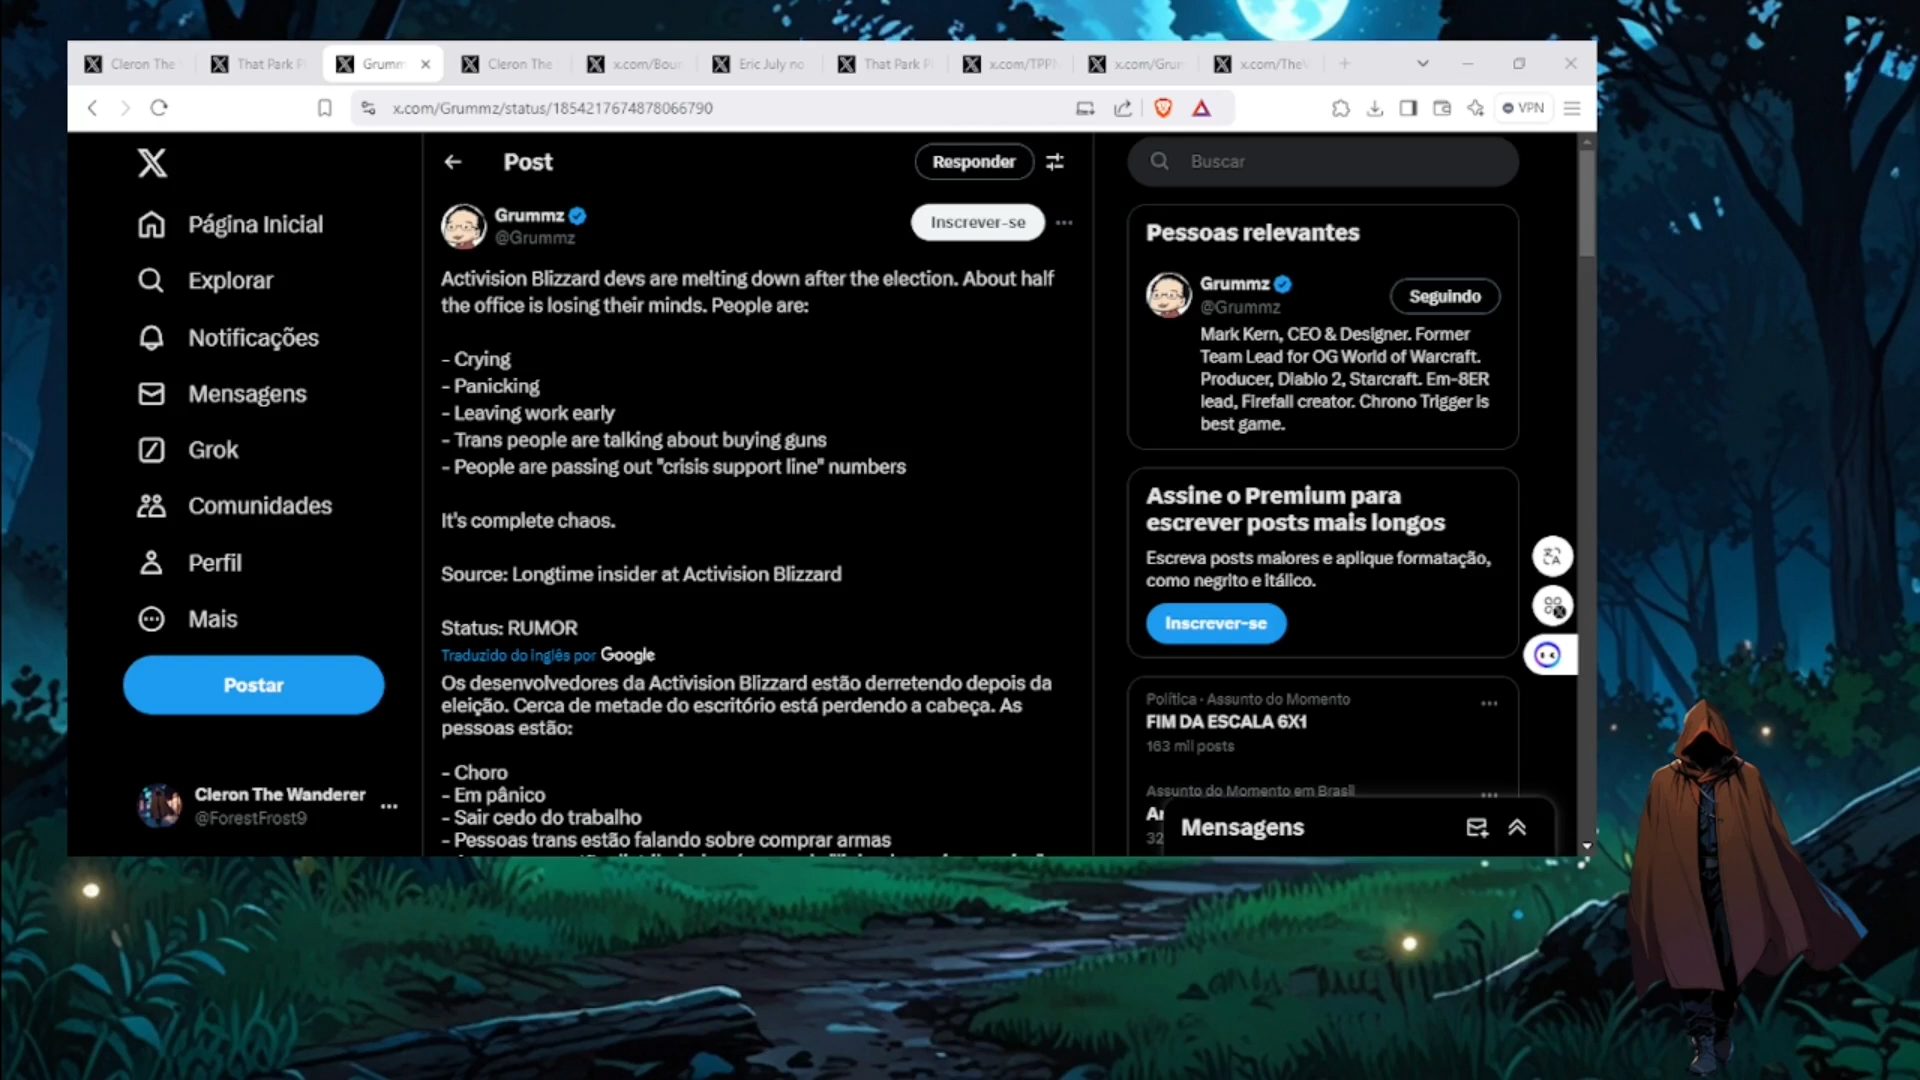 Cleron The
That Park P
Grumm
Cleron The
x.com/Bour
Eric July no
That Park P
x.com/TPPN
x.com/Grur
x.com/TheV
x.com/Grummz/status/1854217674878066790
VPN
Página Inicial
Explorar
Notificações
Mensagens
Grok
Comunidades
Perfil
Mais
Postar
Cleron The Wanderer
@ForestFrost9
Post
Responder
Grummz
@Grummz
Inscrever-se
Activision Blizzard devs are melting down after the election. About half
the office is losing their minds. People are:
- Crying
- Panicking
- Leaving work early
- Trans people are talking about buying guns
- People are passing out "crisis support line" numbers
It's complete chaos.
Source: Longtime insider at Activision Blizzard
Status: RUMOR
Traduzido do inglês por Google
Os desenvolvedores da Activision Blizzard estão derretendo depois da
eleição. Cerca de metade do escritório está perdendo a cabeça. As
pessoas estão:
- Choro
- Em pânico
- Sair cedo do trabalho
- Pessoas trans estão falando sobre comprar armas
Buscar
Pessoas relevantes
Grummz
@Grummz
Seguindo
Mark Kern, CEO & Designer. Former
Team Lead for OG World of Warcraft.
Producer, Diablo 2, Starcraft. Em-8ER
lead, Firefall creator. Chrono Trigger is
best game.
Assine o Premium para
escrever posts mais longos
Escreva posts maiores e aplique formatação,
como negrito e itálico.
Inscrever-se
Política · Assunto do Momento
FIM DA ESCALA 6X1
163 mil posts
Assunto do Momento em Brasil
Ar
32
Mensagens